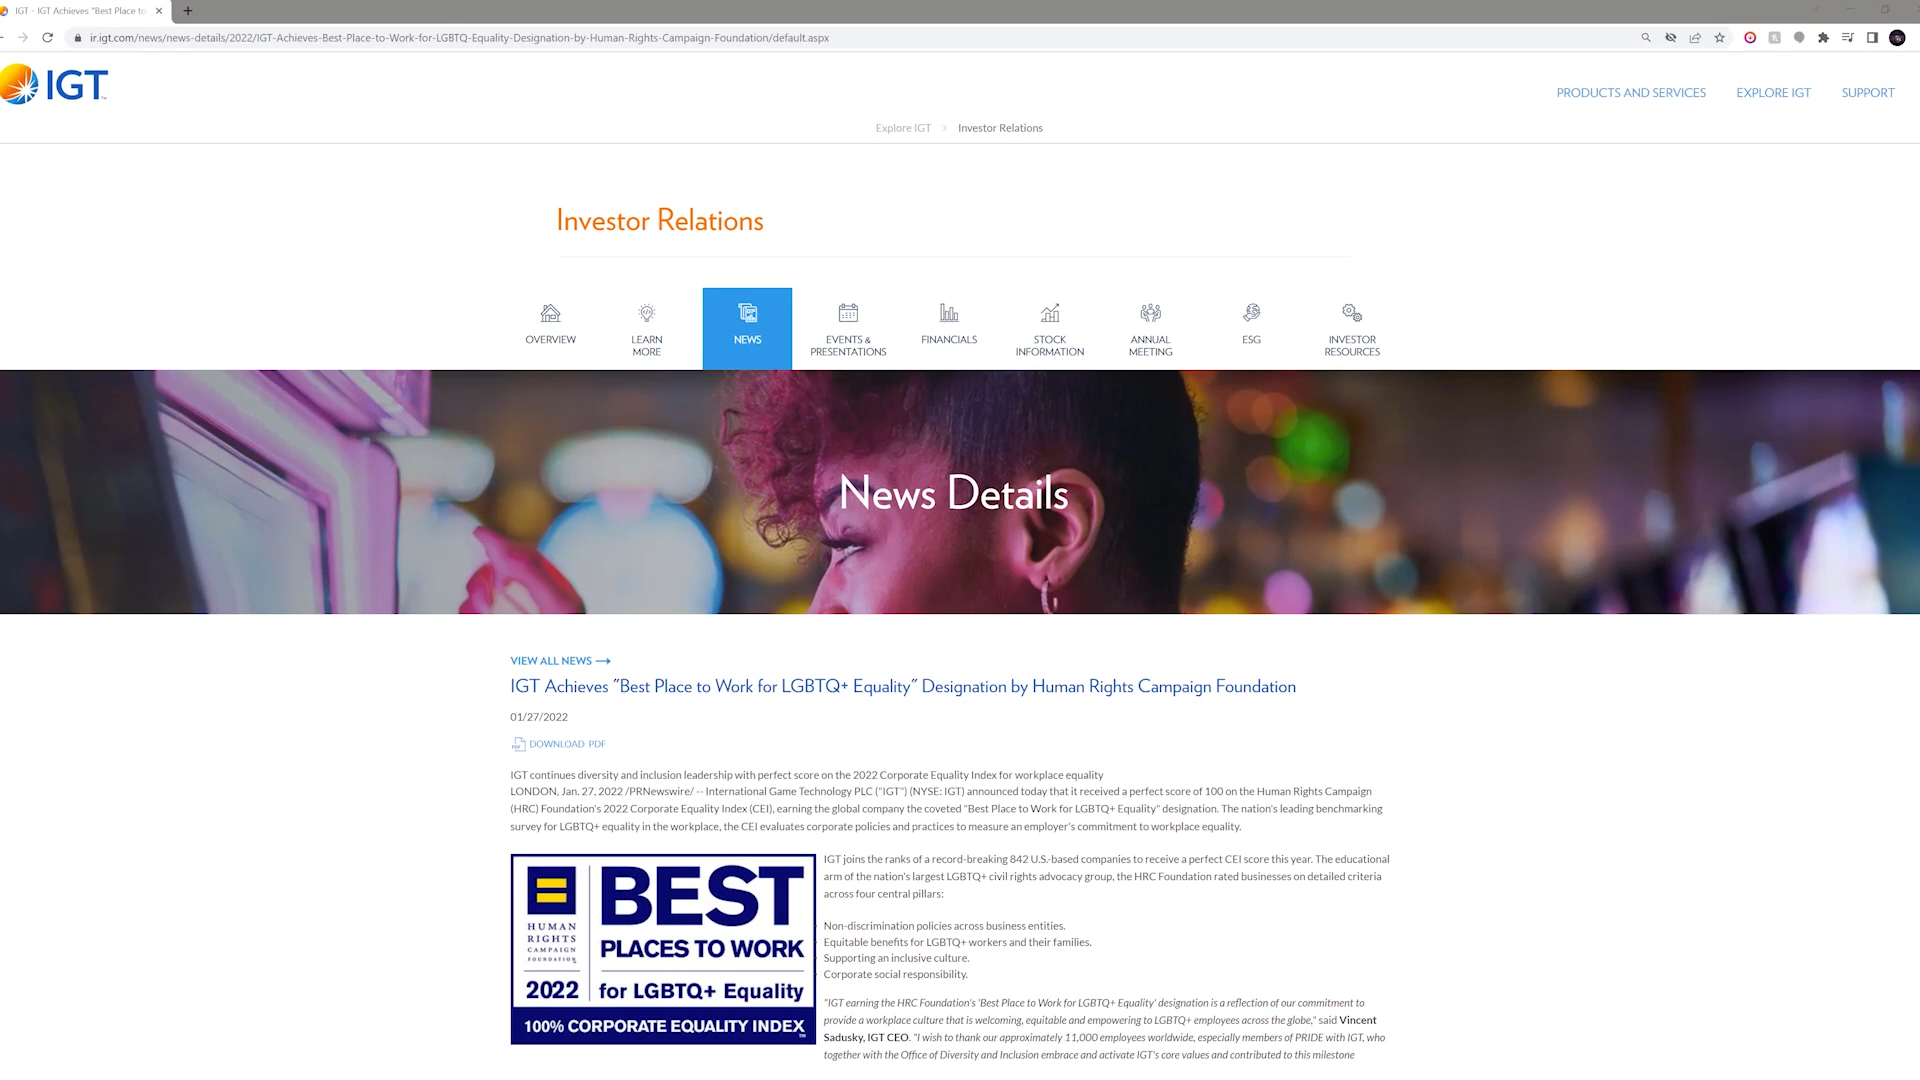 IGT - IGT Achieves "Best Place to
ir.igt.com/news/news-details/2022/IGT-Achieves-Best-Place-to-Work-for-LGBTQ-Equality-Designation-by-Human-Rights-Campaign-Foundation/default.aspx
IGT
PRODUCTS AND SERVICES EXPLORE IGT SUPPORT
Explore IGT > Investor Relations
Investor Relations
OVERVIEW
LEARN
MORE
NEWS
EVENTS &
PRESENTATIONS
FINANCIALS
STOCK
INFORMATION
ANNUAL
MEETING
ESG
INVESTOR
RESOURCES
News Details
VIEW ALL NEWS
IGT Achieves "Best Place to Work for LGBTQ+ Equality" Designation by Human Rights Campaign Foundation
01/27/2022
DOWNLOAD PDF
IGT continues diversity and inclusion leadership with perfect score on the 2022 Corporate Equality Index for workplace equality
LONDON, Jan. 27, 2022 /PRNewswire/ -- International Game Technology PLC ("IGT") (NYSE: IGT) announced today that it received a perfect score of 100 on the Human Rights Campaign
(HRC) Foundation's 2022 Corporate Equality Index (CEI), earning the global company the coveted "Best Place to Work for LGBTQ+ Equality" designation. The nation's leading benchmarking
survey for LGBTQ+ equality in the workplace, the CEI evaluates corporate policies and practices to measure an employer's commitment to workplace equality.
HUMAN
RIGHTS
CAMPAIGN
FOUNDATION
BEST
PLACES TO WORK
2022 for LGBTQ+ Equality
100% CORPORATE EQUALITY INDEX
IGT joins the ranks of a record-breaking 842 U.S.-based companies to receive a perfect CEI score this year. The educational
arm of the nation's largest LGBTQ+ civil rights advocacy group, the HRC Foundation rated businesses on detailed criteria
across four central pillars:
Non-discrimination policies across business entities.
Equitable benefits for LGBTQ+ workers and their families.
Supporting an inclusive culture.
Corporate social responsibility.
"IGT earning the HRC Foundation's 'Best Place to Work for LGBTQ+ Equality' designation is a reflection of our commitment to
provide a workplace culture that is welcoming, equitable and empowering to LGBTQ+ employees across the globe," said Vincent
Sadusky, IGT CEO. "I wish to thank our approximately 11,000 employees worldwide, especially members of PRIDE with IGT, who
together with the Office of Diversity and Inclusion embrace and activate IGT's core values and contributed to this milestone